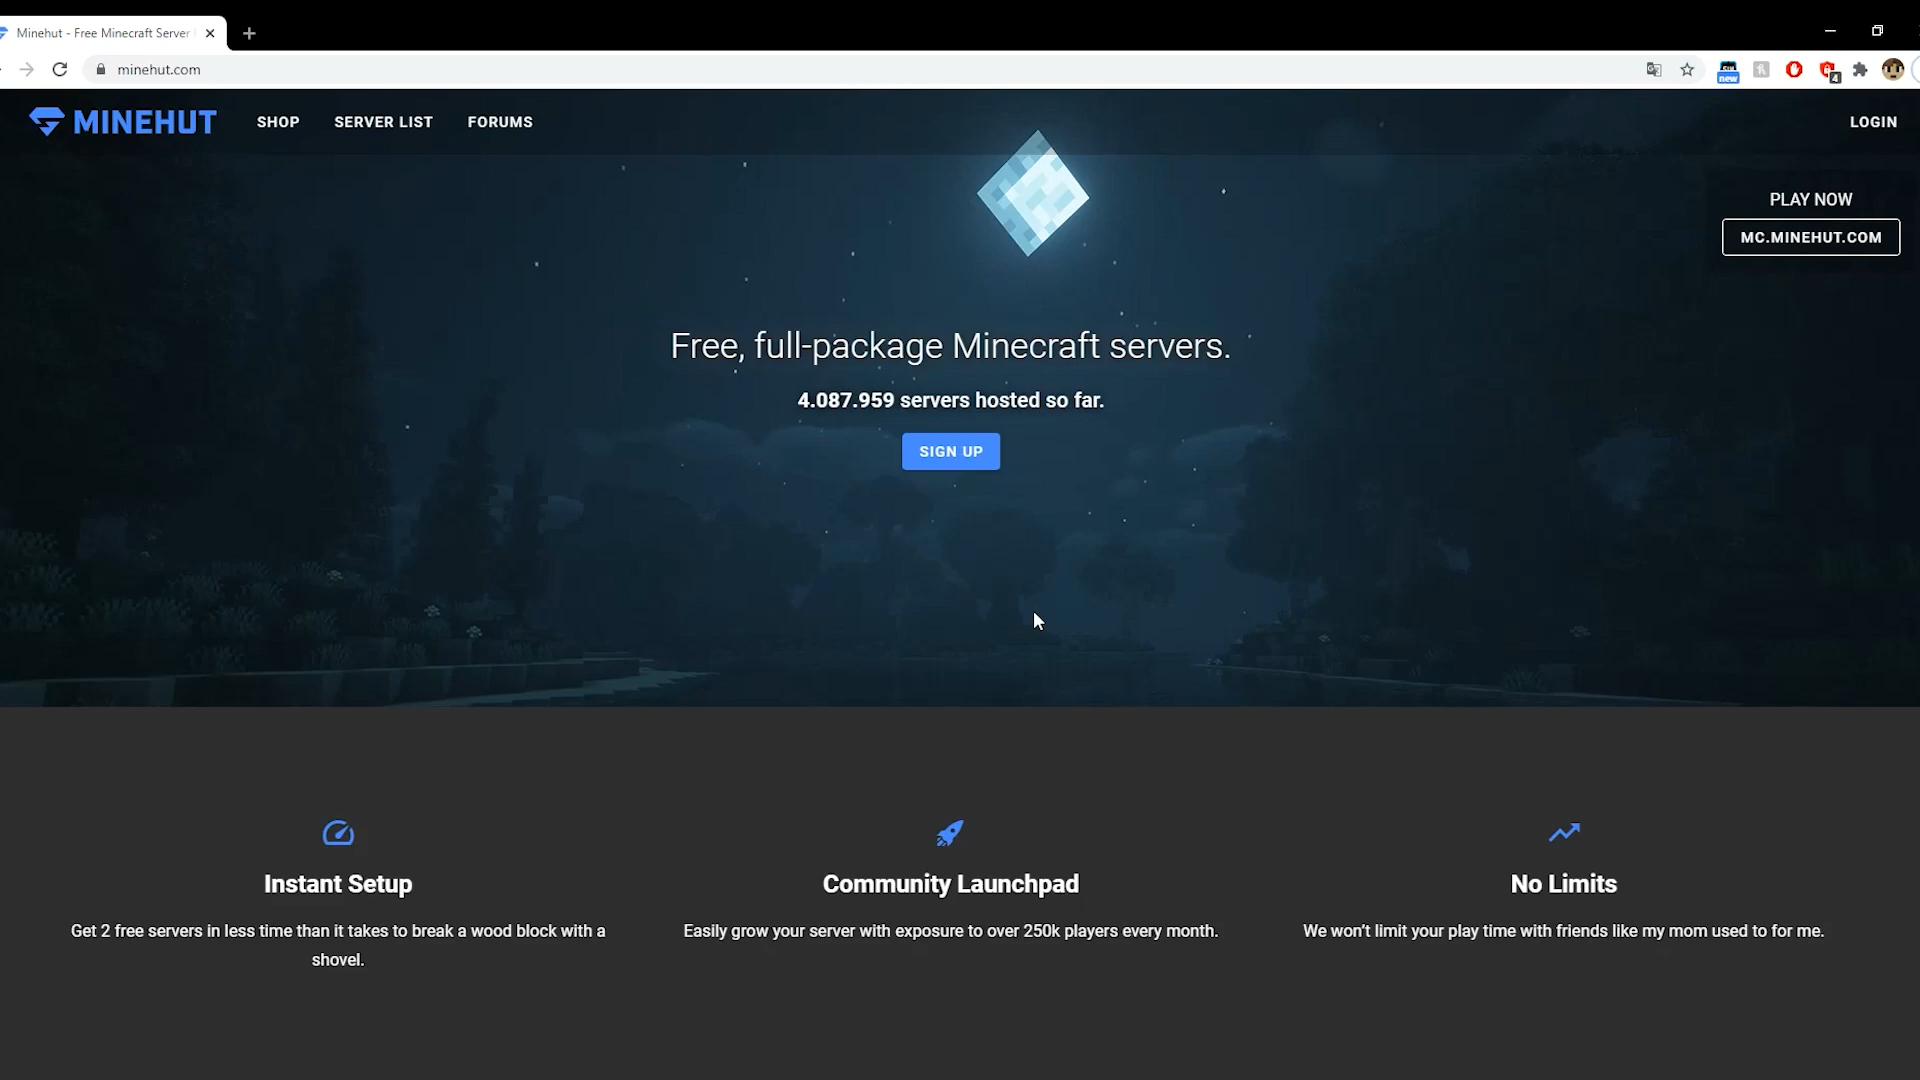 Minehut - Free Minecraft Server
minehut.com
new
4
MINEHUT
SHOP
SERVER LIST
FORUMS
LOGIN
PLAY NOW
MC.MINEHUT.COM
Free, full-package Minecraft servers.
4.087.959 servers hosted so far.
SIGN UP
Instant Setup
Get 2 free servers in less time than it takes to break a wood block with a
shovel.
Community Launchpad
Easily grow your server with exposure to over 250k players every month.
No Limits
We won’t limit your play time with friends like my mom used to for me.